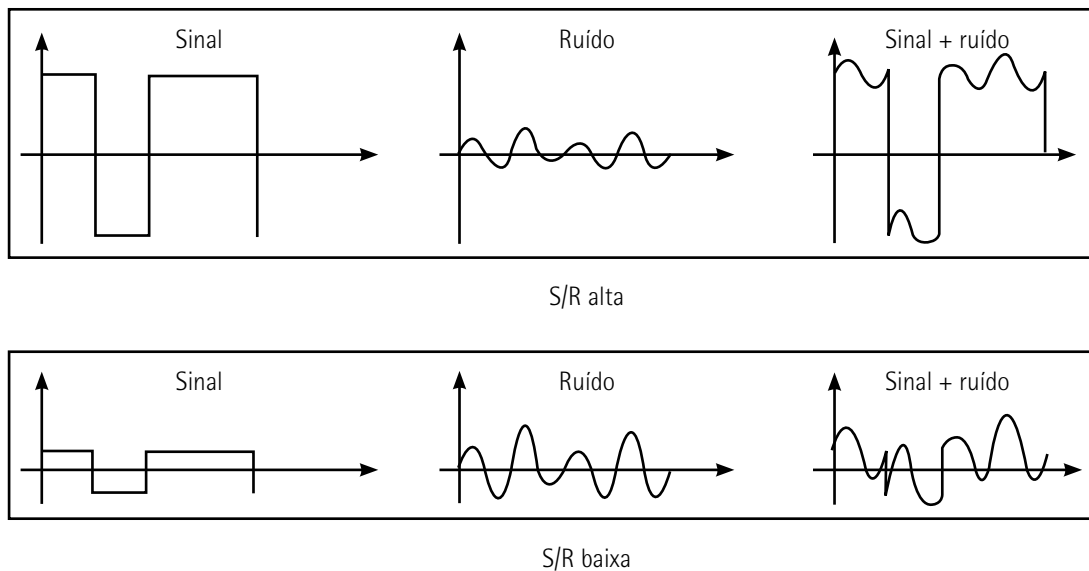 Sinal
Ruído
Sinal + ruído
S/R alta
Sinal
Ruído
Sinal + ruído
S/R baixa